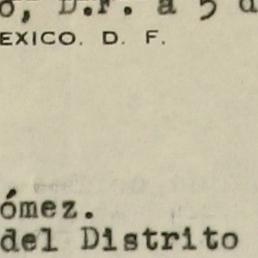 o, D.F. a 5 d
EXICO. D. F.
ómez.
del Distrito